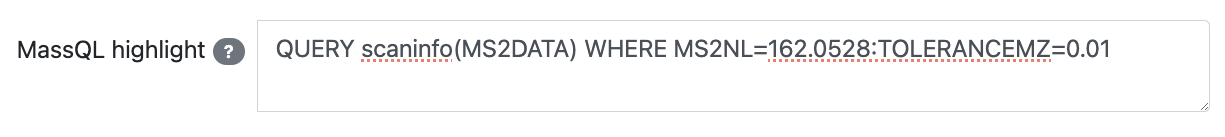 MassQL highlight ? QUERY scaninfo(MS2DATA) WHERE MS2NL=162.0528:TOLERANCEMZ=0.01